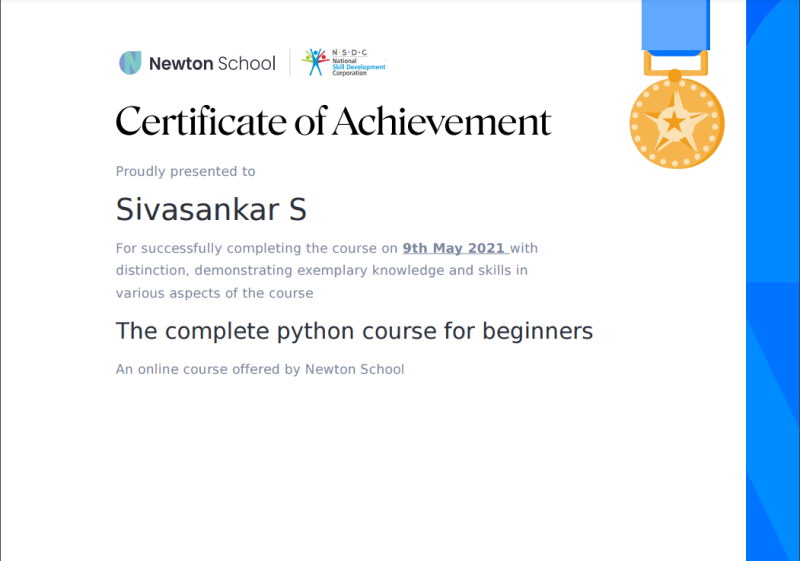 Newton School
N·S·D·C
National
Skill Development
Corporation
Certificate of Achievement
Proudly presented to
Sivasankar S
For successfully completing the course on 9th May 2021 with
distinction, demonstrating exemplary knowledge and skills in
various aspects of the course
The complete python course for beginners
An online course offered by Newton School